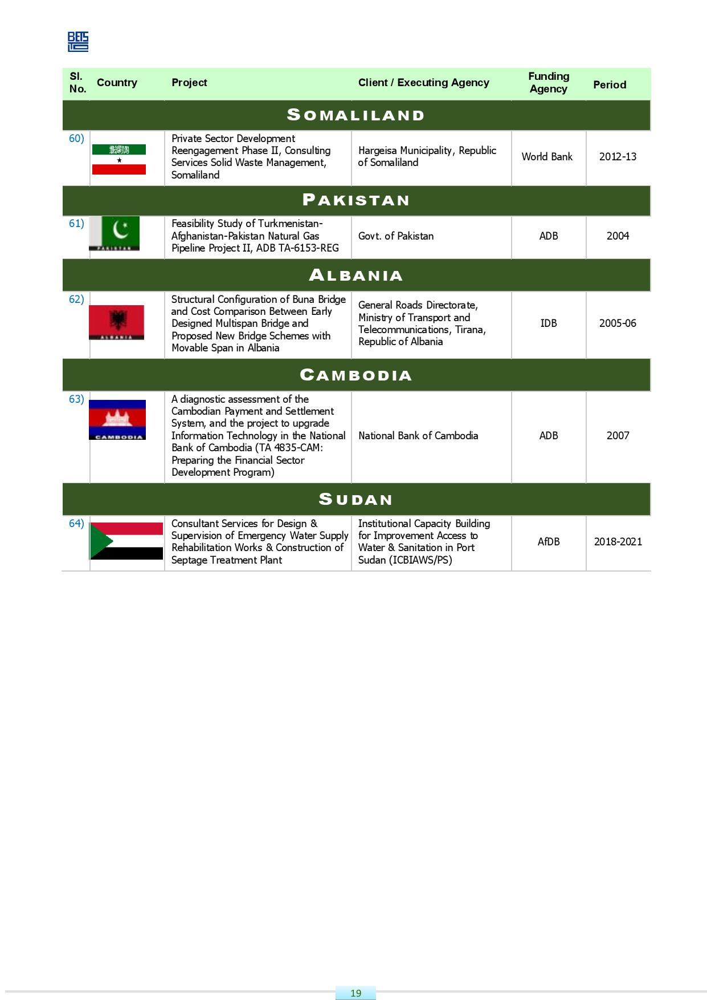 BETS
LTD
Sl.
No.
Country
Project
Client / Executing Agency
Funding
Agency
Period
SOMALILAND
60)
Private Sector Development
Reengagement Phase II, Consulting
Services Solid Waste Management,
Somaliland
Hargeisa Municipality, Republic
of Somaliland
World Bank
2012-13
PAKISTAN
61)
PAKISTAN
Feasibility Study of Turkmenistan-
Afghanistan-Pakistan Natural Gas
Pipeline Project II, ADB TA-6153-REG
Govt. of Pakistan
ADB
2004
ALBANIA
62)
ALBANIA
Structural Configuration of Buna Bridge
and Cost Comparison Between Early
Designed Multispan Bridge and
Proposed New Bridge Schemes with
Movable Span in Albania
General Roads Directorate,
Ministry of Transport and
Telecommunications, Tirana,
Republic of Albania
IDB
2005-06
CAMBODIA
63)
CAMBODIA
A diagnostic assessment of the
Cambodian Payment and Settlement
System, and the project to upgrade
Information Technology in the National
Bank of Cambodia (TA 4835-CAM:
Preparing the Financial Sector
Development Program)
National Bank of Cambodia
ADB
2007
SUDAN
64)
Consultant Services for Design &
Supervision of Emergency Water Supply
Rehabilitation Works & Construction of
Septage Treatment Plant
Institutional Capacity Building
for Improvement Access to
Water & Sanitation in Port
Sudan (ICBIAWS/PS)
AfDB
2018-2021
19